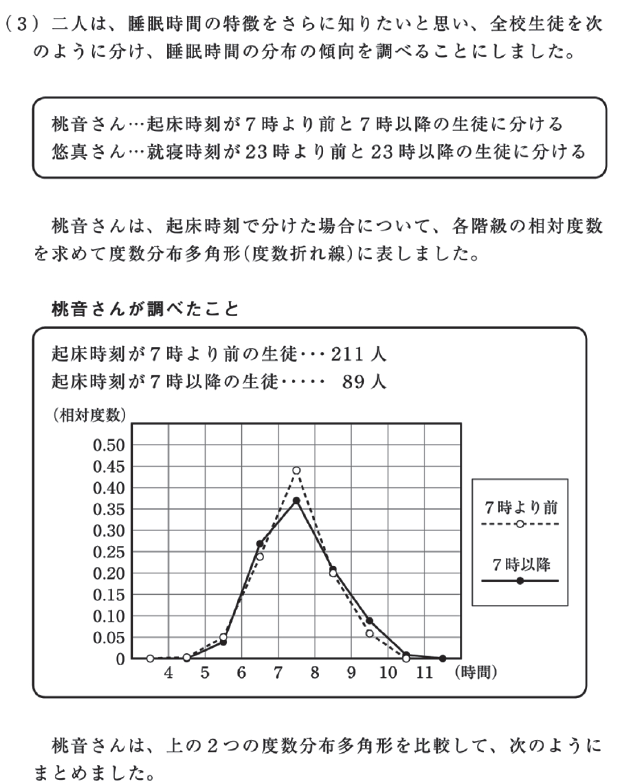 (3) 二人は、睡眠時間の特徴をさらに知りたいと思い、全校生徒を次
のように分け、睡眠時間の分布の傾向を調べることにしました。
桃音さん…起床時刻が7時より前と7時以降の生徒に分ける
悠真さん…就寝時刻が23時より前と23時以降の生徒に分ける
桃音さんは、起床時刻で分けた場合について、各階級の相対度数
を求めて度数分布多角形(度数折れ線)に表しました。
桃音さんが調べたこと
起床時刻が7時より前の生徒･･･211人
起床時刻が7時以降の生徒･････ 89人
(相対度数)
0.50
0.45
0.40
0.35
0.30
0.25
0.20
0.15
0.10
0.05
0
4 5 6 7 8 9 10 11 (時間)
7時より前
7時以降
桃音さんは、上の2つの度数分布多角形を比較して、次のように
まとめました。